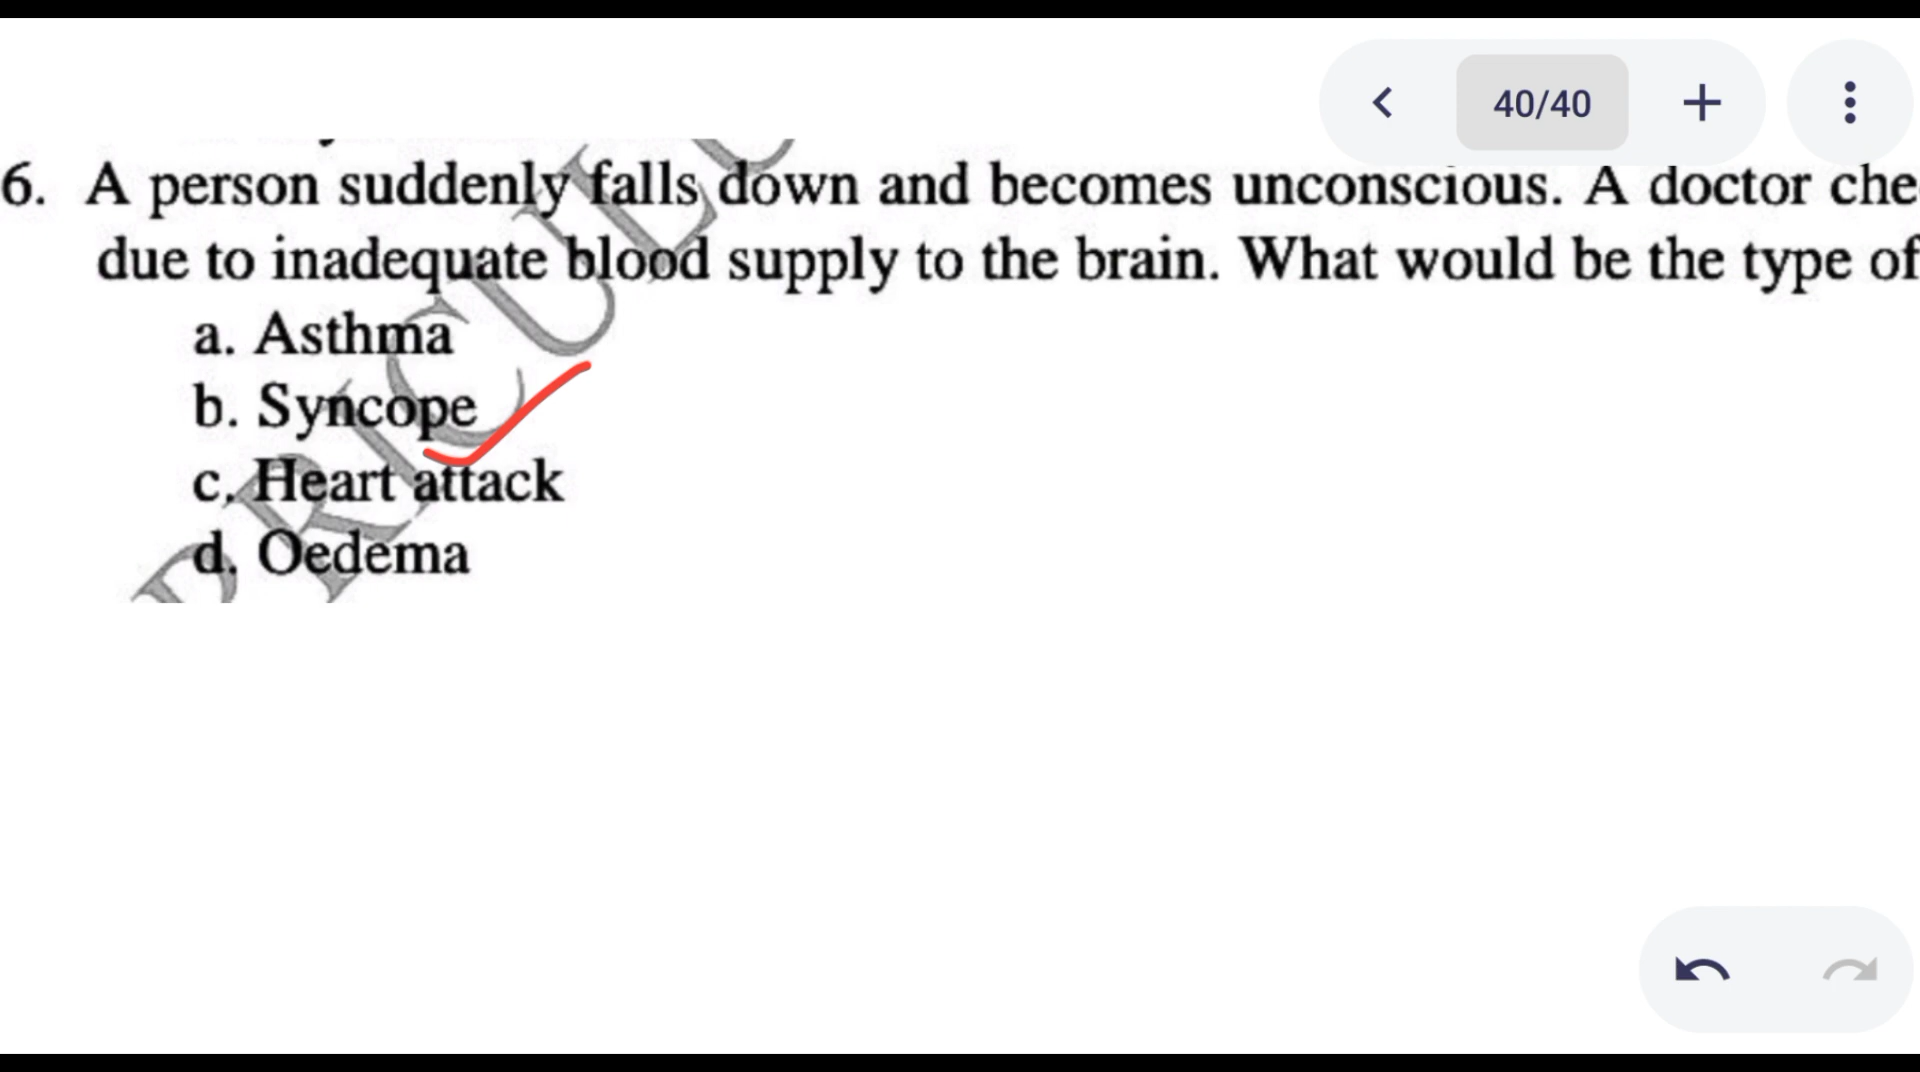 40/40
6. A person suddenly falls down and becomes unconscious. A doctor
due to inadequate blood supply to the brain. What would be the type of
a. Asthma
b. Syncope
c. Heart attack
d. Oedema